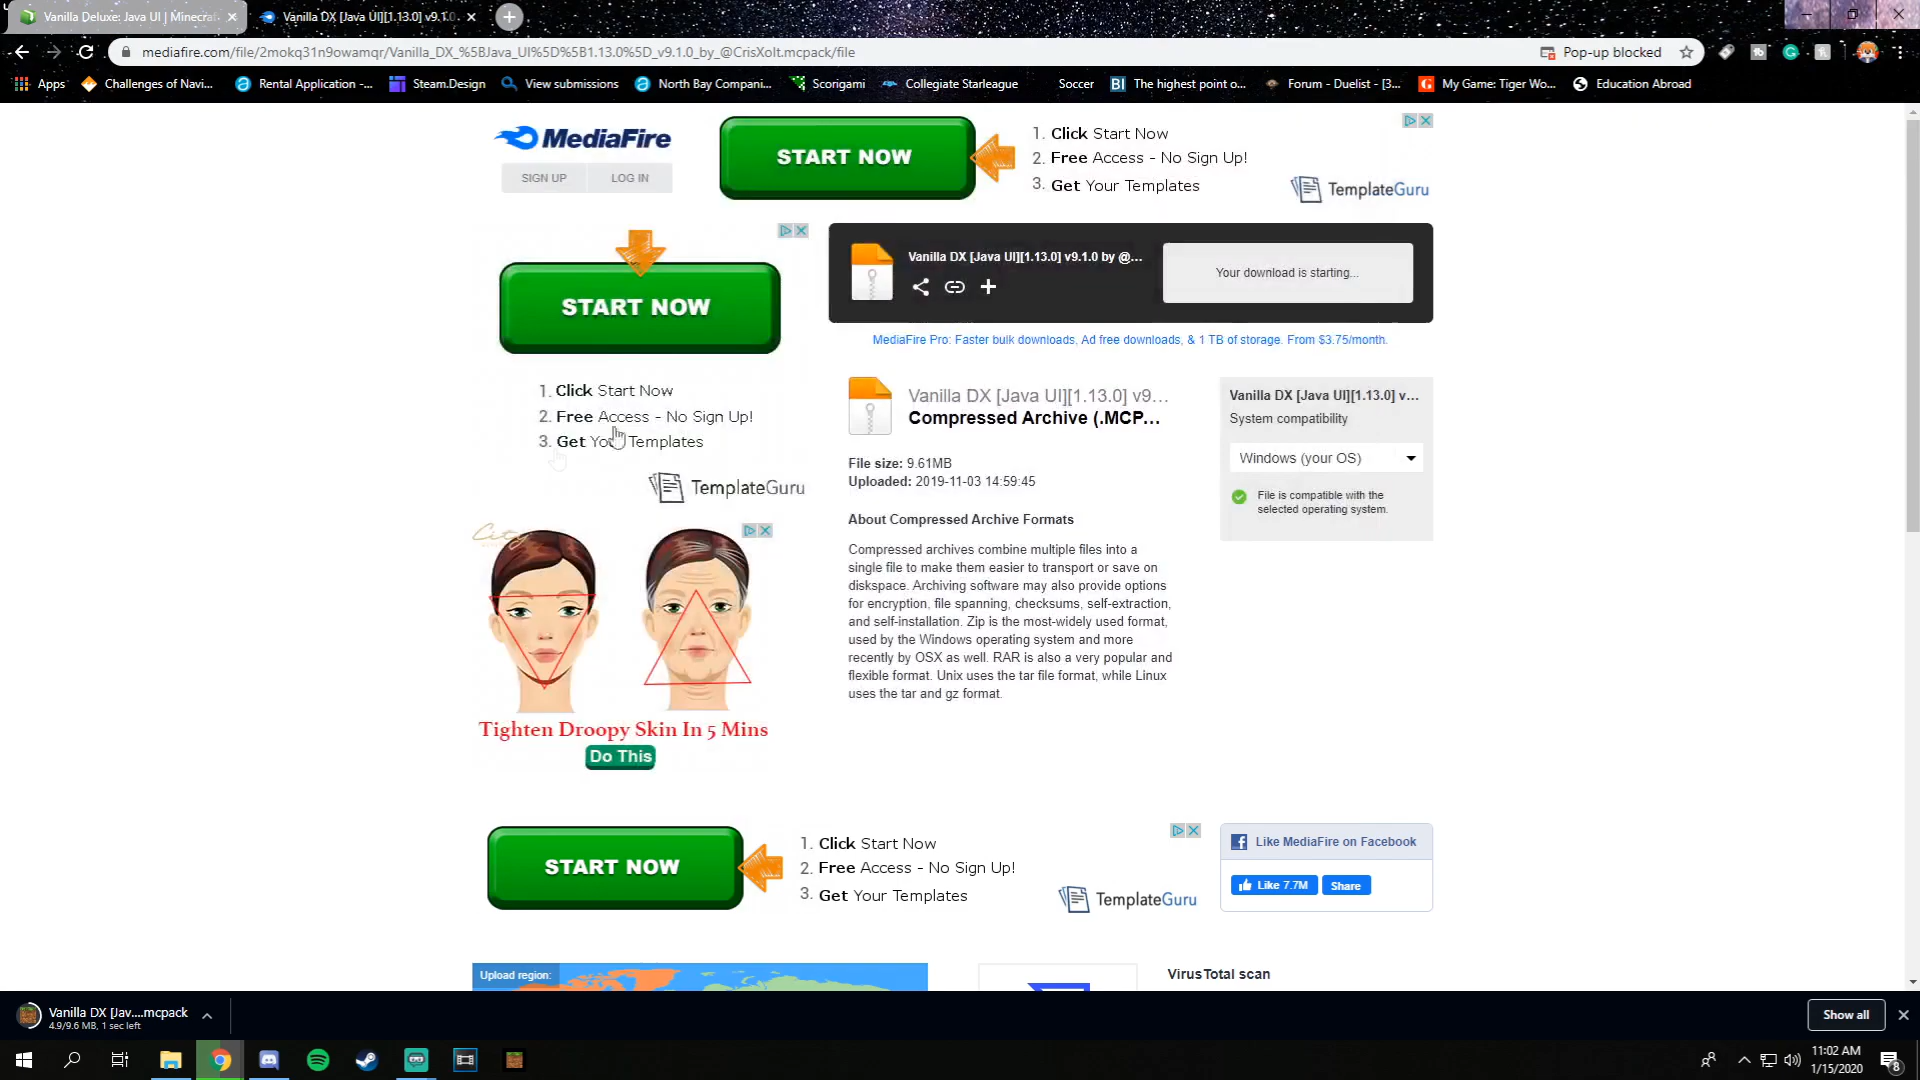 Vanilla Deluxe: Java UI | Minecra
Vanilla DX [Java UI][1.13.0] v9.1.0
mediafire.com/file/2mokq31n9owamqr/Vanilla_DX_%5BJava_UI%5D%5B1.13.0%5D_v9.1.0_by_@CrisXolt.mcpack/file
Pop-up blocked
Apps
Challenges of Navi...
Rental Application -...
Steam.Design
View submissions
North Bay Compani...
Scorigami
Collegiate Starleague
Soccer
BI The highest point o...
Forum - Duelist - [3...
My Game: Tiger Wo...
Education Abroad
MediaFire
SIGN UP
LOG IN
START NOW
1. Click Start Now
2. Free Access - No Sign Up!
3. Get Your Templates
TemplateGuru
START NOW
1. Click Start Now
2. Free Access - No Sign Up!
3. Get Your Templates
TemplateGuru
Vanilla DX [Java UI][1.13.0] v9.1.0 by @...
Your download is starting...
MediaFire Pro: Faster bulk downloads, Ad free downloads, & 1 TB of storage. From $3.75/month.
Vanilla DX [Java UI][1.13.0] v9...
Compressed Archive (.MCP...
File size: 9.61MB
Uploaded: 2019-11-03 14:59:45
About Compressed Archive Formats
Compressed archives combine multiple files into a
single file to make them easier to transport or save on
diskspace. Archiving software may also provide options
for encryption, file spanning, checksums, self-extraction,
and self-installation. Zip is the most-widely used format,
used by the Windows operating system and more
recently by OSX as well. RAR is also a very popular and
flexible format. Unix uses the tar file format, while Linux
uses the tar and gz format.
Vanilla DX [Java UI][1.13.0] v...
System compatibility
Windows (your OS)
File is compatible with the
selected operating system.
City
Tighten Droopy Skin In 5 Mins
Do This
START NOW
1. Click Start Now
2. Free Access - No Sign Up!
3. Get Your Templates
TemplateGuru
Like MediaFire on Facebook
Like 7.7M
Share
Upload region:
VirusTotal scan
Vanilla DX [Jav....mcpack
4.9/9.6 MB, 1 sec left
Show all
11:02 AM
1/15/2020
8